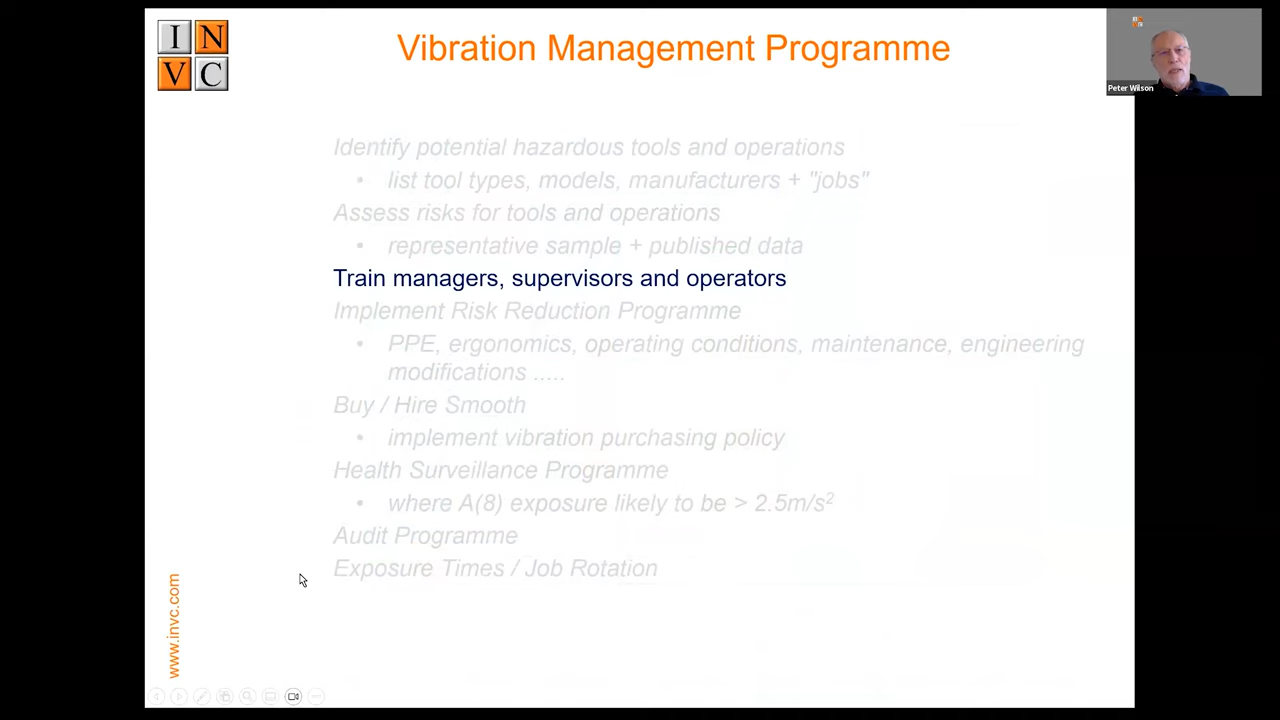 I N
V C
Vibration Management Programme
Peter Wilson
Identify potential hazardous tools and operations
• list tool types, models, manufacturers + "jobs"
Assess risks for tools and operations
• representative sample + published data
Train managers, supervisors and operators
Implement Risk Reduction Programme
• PPE, ergonomics, operating conditions, maintenance, engineering
modifications .....
Buy / Hire Smooth
• implement vibration purchasing policy
Health Surveillance Programme
• where A(8) exposure likely to be > 2.5m/s²
Audit Programme
Exposure Times / Job Rotation
www.invc.com